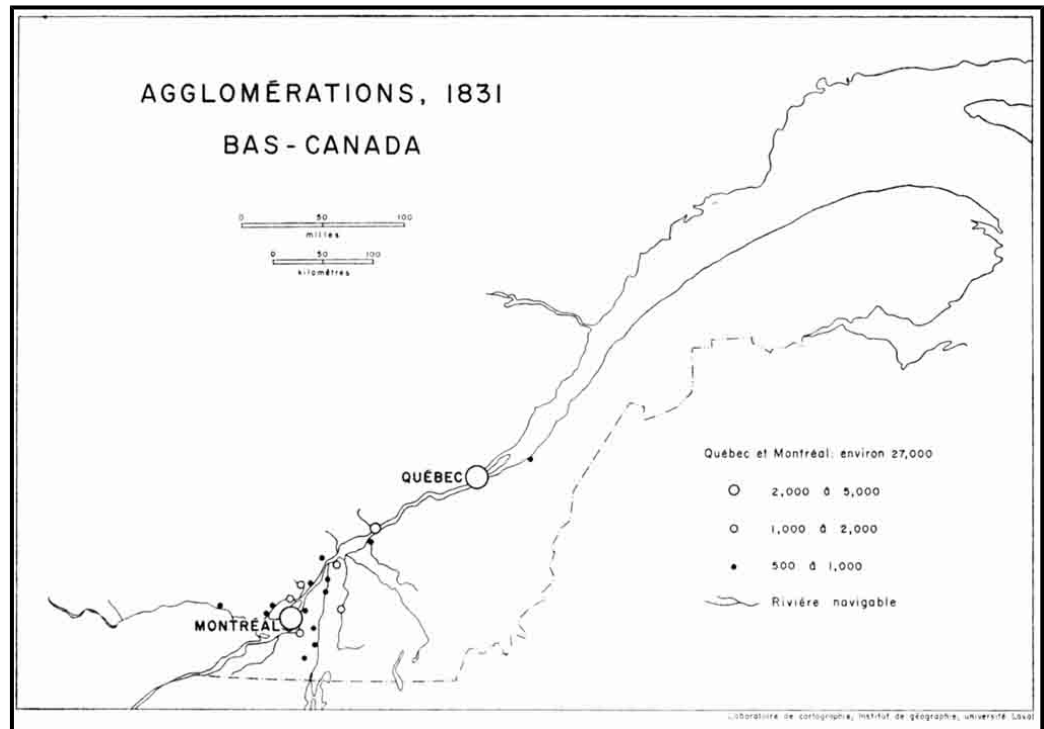 AGGLOMÉRATIONS, 1831
BAS-CANADA
0 50 100
milles
0 50 100
kilomètres
QUÉBEC
MONTRÉAL
Québec et Montréal: environ 27,000
2,000 à 5,000
1,000 à 2,000
500 à 1,000
Rivière navigable
Laboratoire de cartographie, Institut de géographie, université Laval